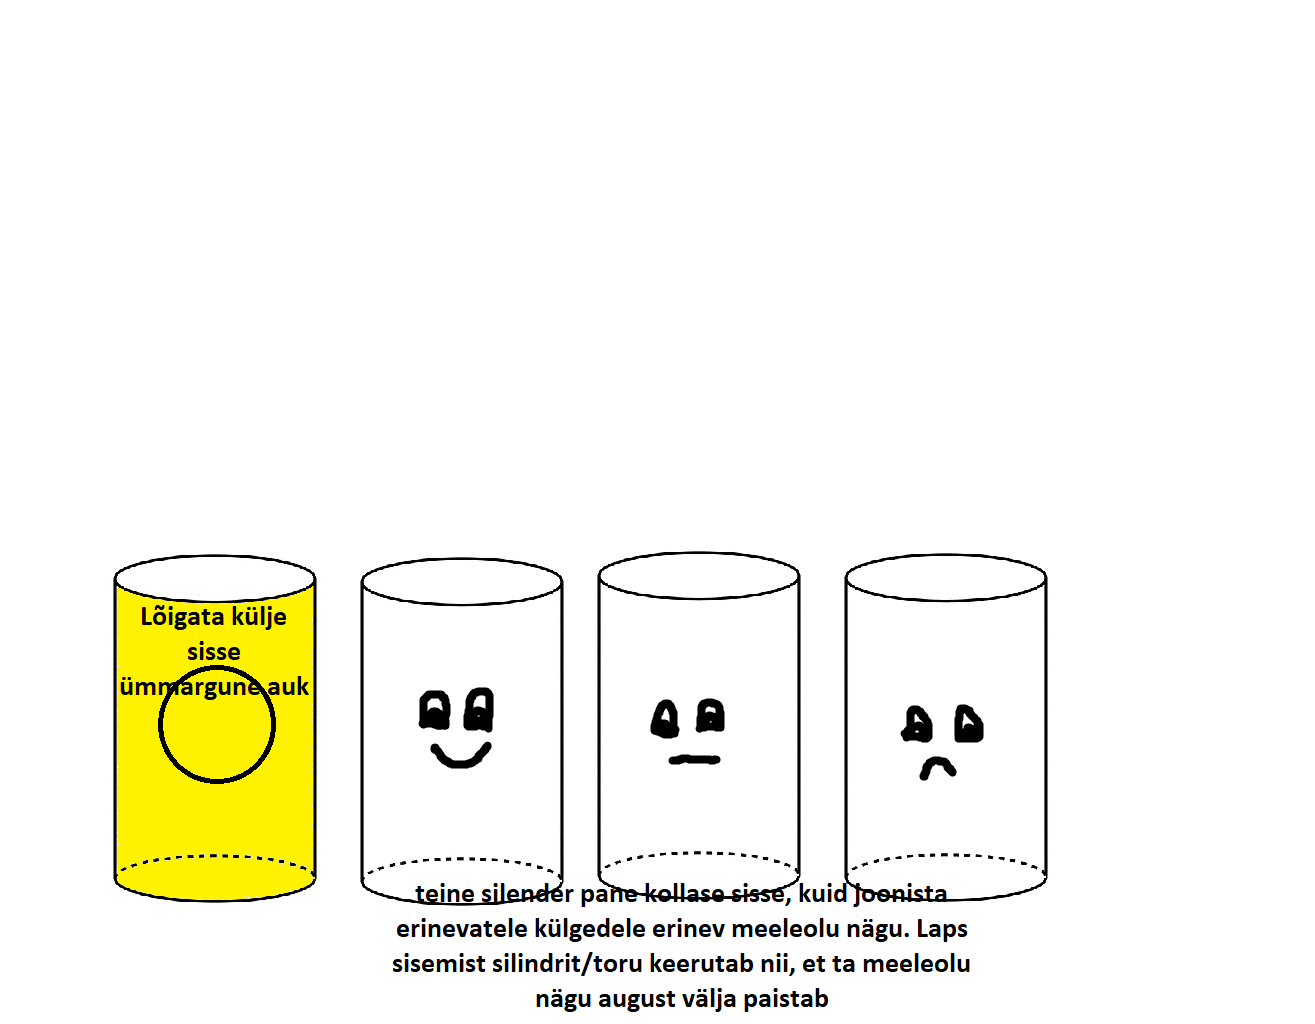 Lõigata külje
sisse
ümmargune auk
teine silender pane kollase sisse, kuid joonista
erinevatele külgedele erinev meeleolu nägu. Laps
sisemist silindrit/toru keerutab nii, et ta meeleolu
nägu august välja paistab